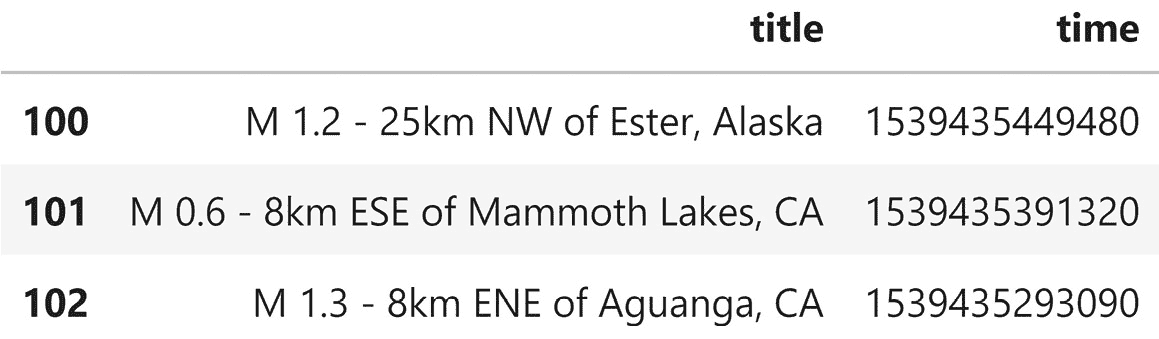 title time
100 M 1.2 - 25km NW of Ester, Alaska 1539435449480
101 M 0.6 - 8km ESE of Mammoth Lakes, CA 1539435391320
102 M 1.3 - 8km ENE of Aguanga, CA 1539435293090